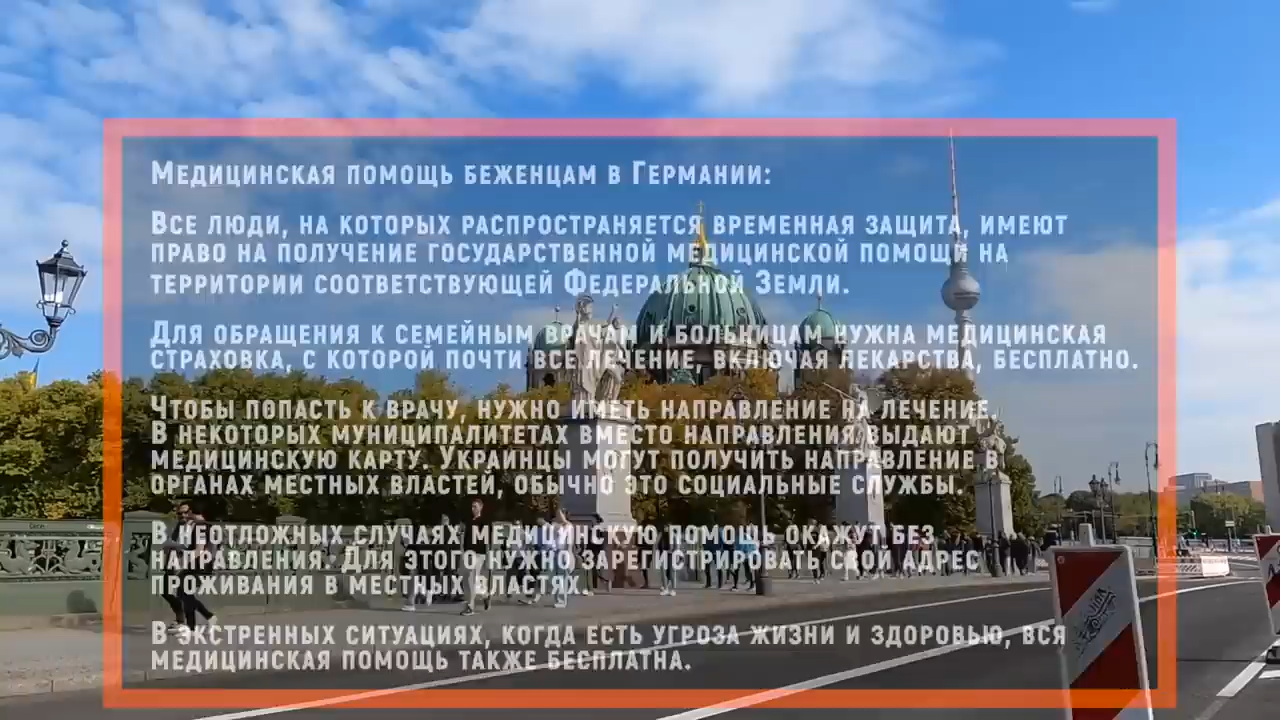 Медицинская помощь беженцам в Германии:
Все люди, на которых распространяется временная защита, имеют
право на получение государственной медицинской помощи на
территории соответствующей Федеральной Земли.
Для обращения к семейным врачам и больницам нужна медицинская
страховка, с которой почти все лечение, включая лекарства, бесплатно.
Чтобы попасть к врачу, нужно иметь направление на лечение.
В некоторых муниципалитетах вместо направления выдают
медицинскую карту. Украинцы могут получить направление в
органах местных властей, обычно это социальные службы.
В неотложных случаях медицинскую помощь окажут без
направления. Для этого нужно зарегистрировать свой адрес
проживания в местных властях.
В экстренных ситуациях, когда есть угроза жизни и здоровью, вся
медицинская помощь также бесплатна.